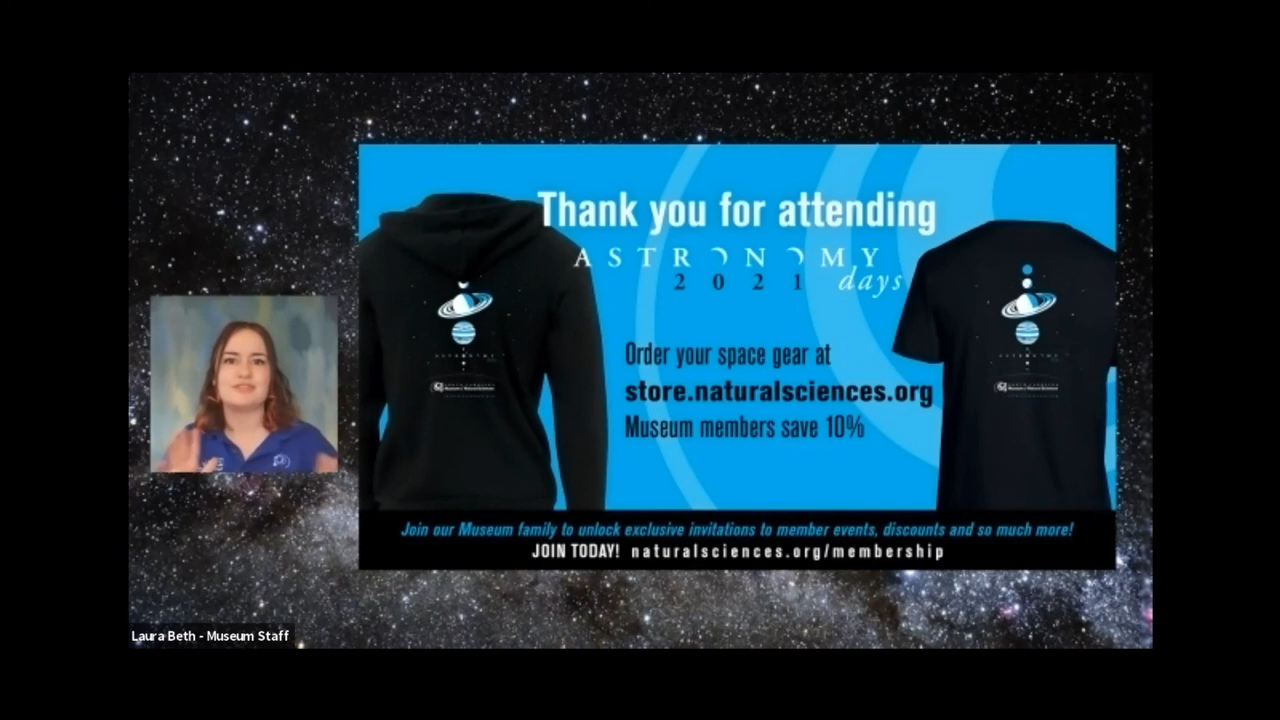 Thank you for attending
ASTRONOMY
2021 days
Order your space gear at
store.naturalsciences.org
Museum members save 10%
Join our Museum family to unlock exclusive invitations to member events, discounts and so much more!
JOIN TODAY! naturalsciences.org/membership
Laura Beth - Museum Staff